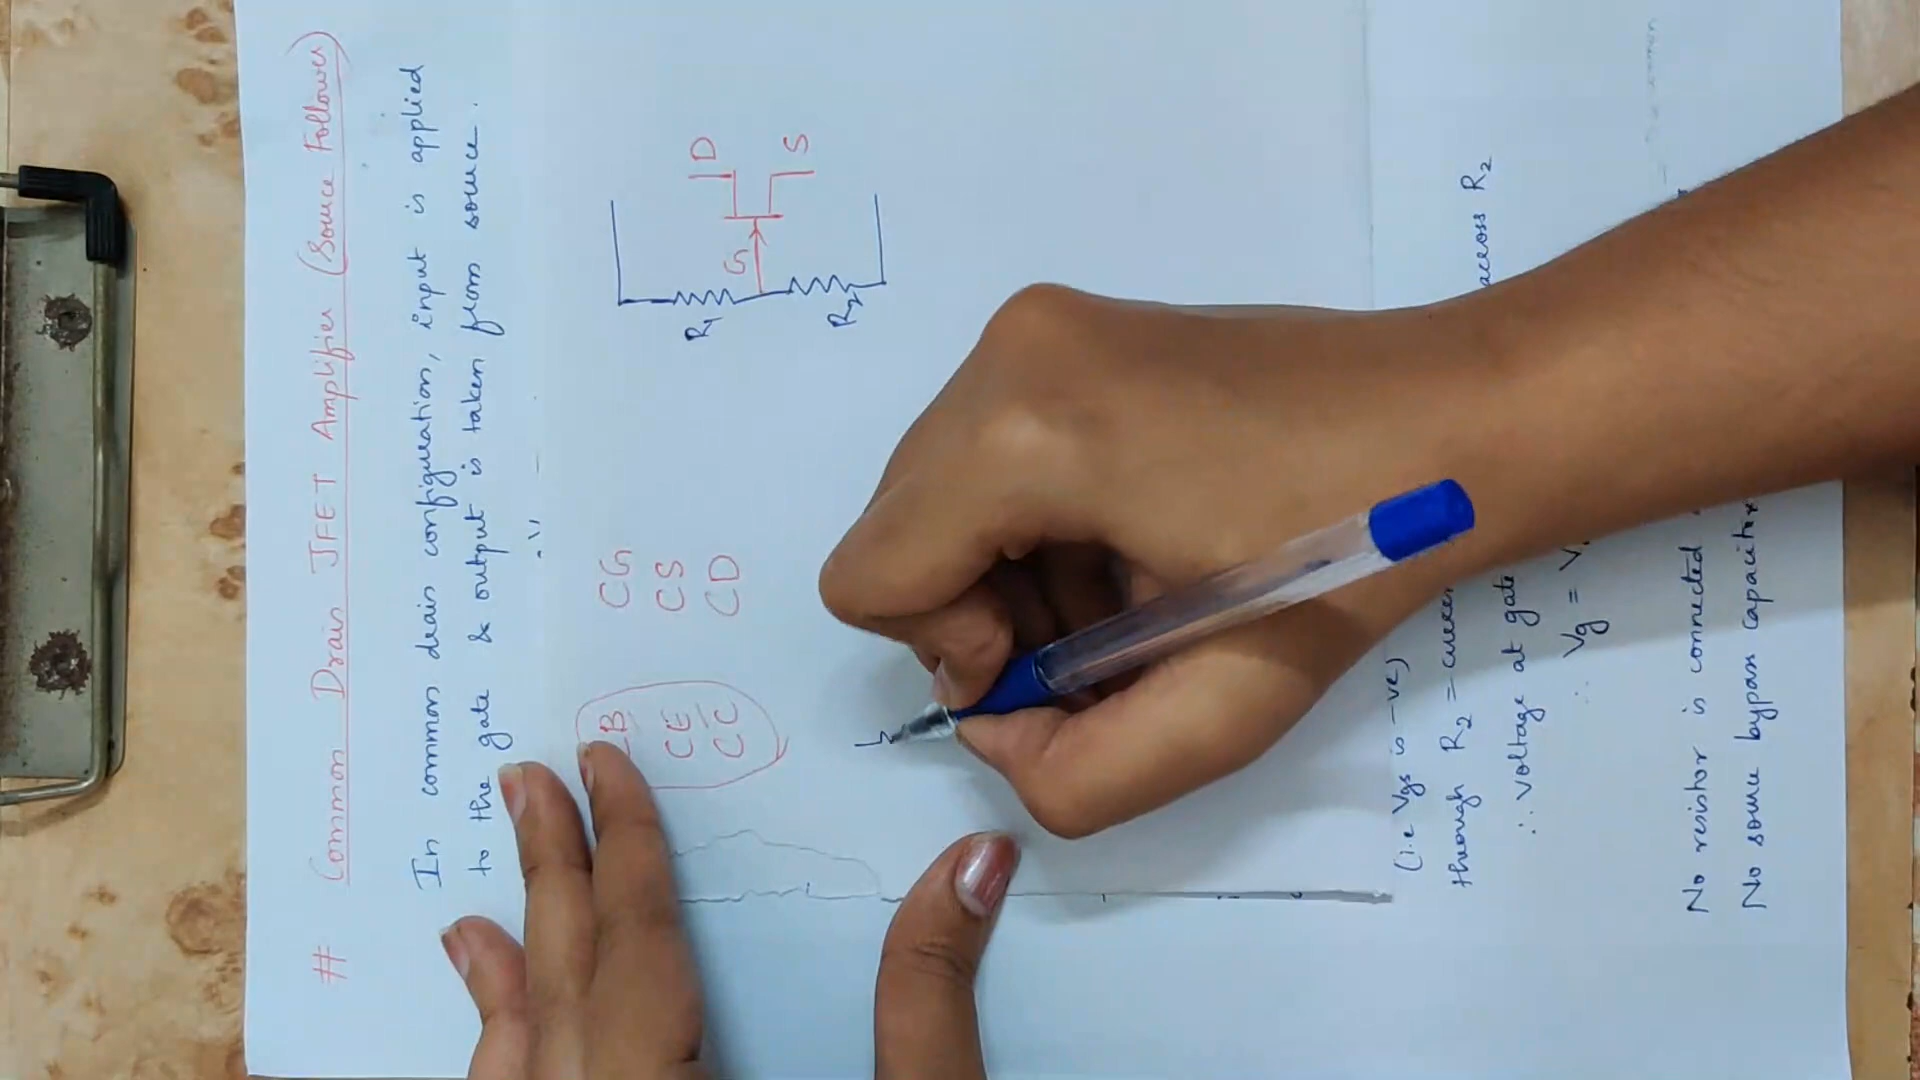 # Common Drain JFET Amplifier (Source Follower)
In common drain configuration, input is applied
to the gate & output is taken from source.
CB CG
CE CS
CC CD
D
G
S
R1
R2
(i.e Vgs is -ve)
through R2 = across R2
∴ voltage at gate
∴ Vg = V
No resistor is connected
No source bypass capacitor